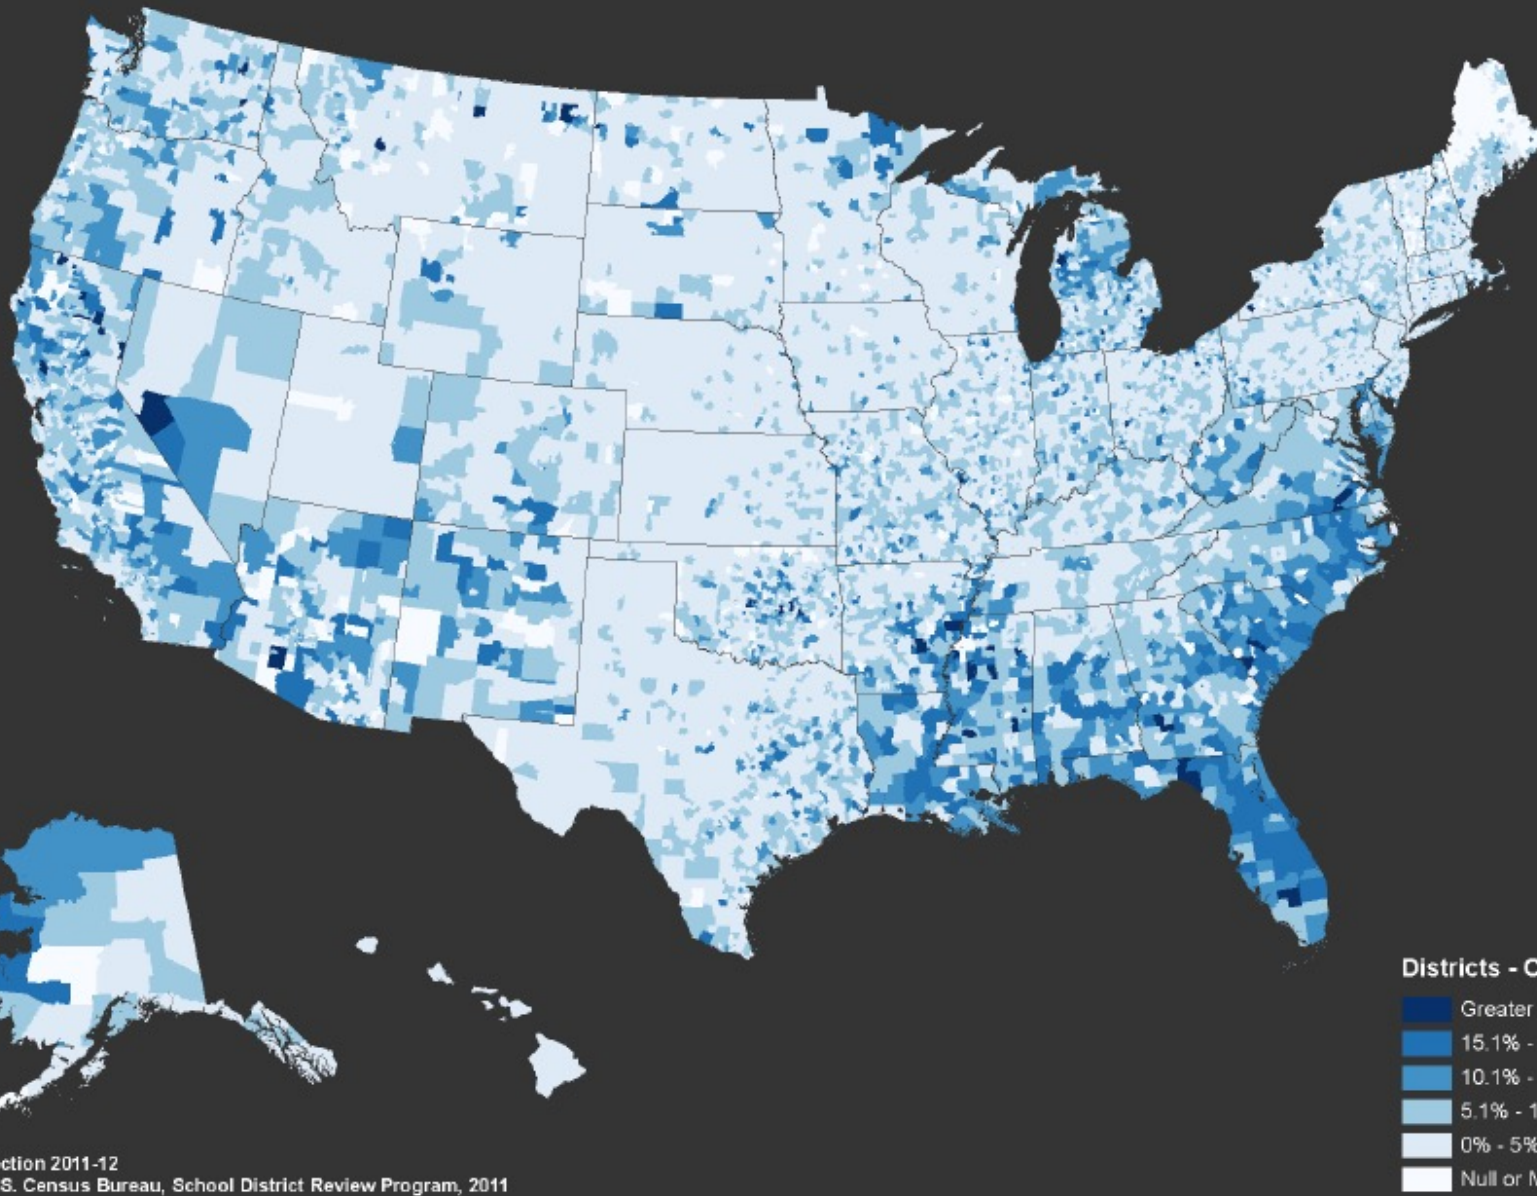 Districts - 
Greater
15.1% -
10.1% -
5.1% - 1
0% - 5%
Null or M
ction 2011-12
S. Census Bureau, School District Review Program, 2011